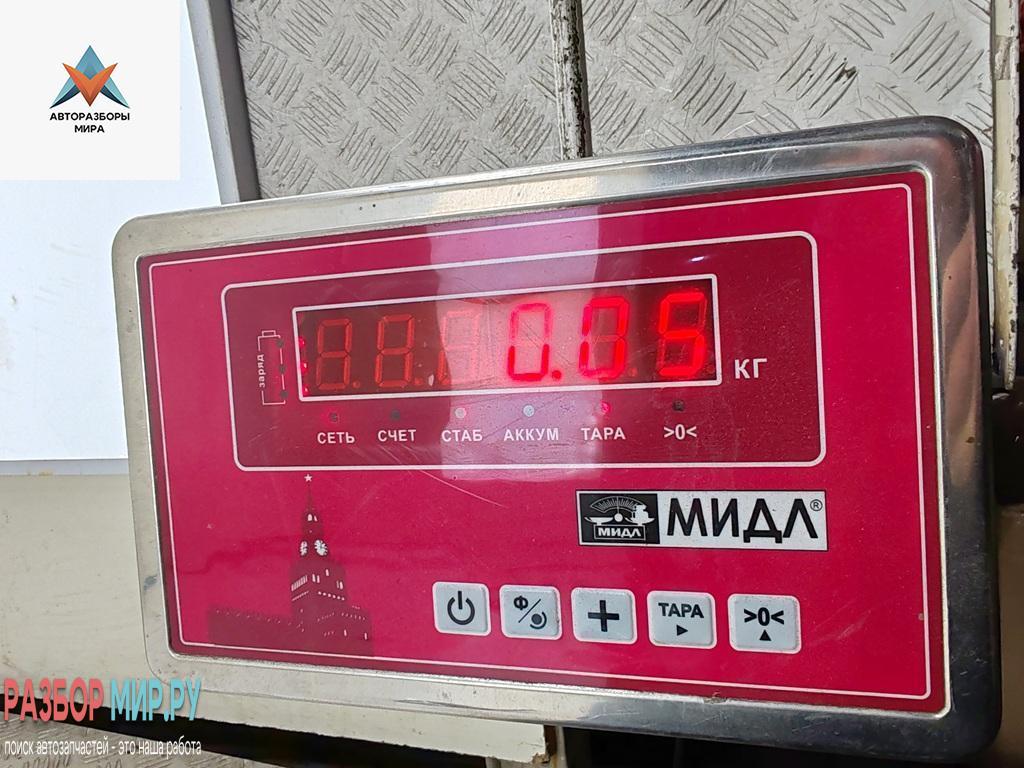 АВТОРАЗБОРЫ
МИРА
заряд
0.05
КГ
СЕТЬ СЧЕТ СТАБ АККУМ ТАРА >0<
МИДЛ МИДЛ®
Ф ТАРА >0<
РАЗБОР МИР.РУ
поиск автозапчастей - это наша работа